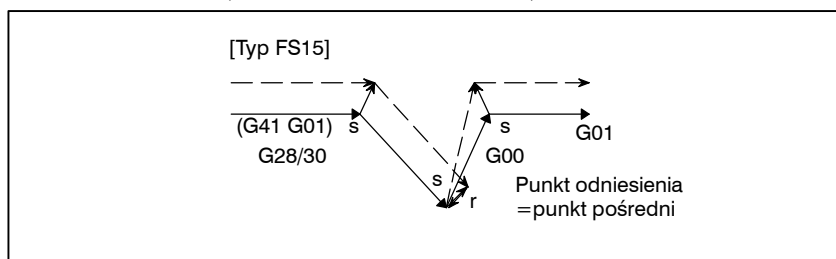 [Typ FS15]
(G41 G01)
s
s
G01
G28/30
G00
s
r
Punkt odniesienia
=punkt pośredni